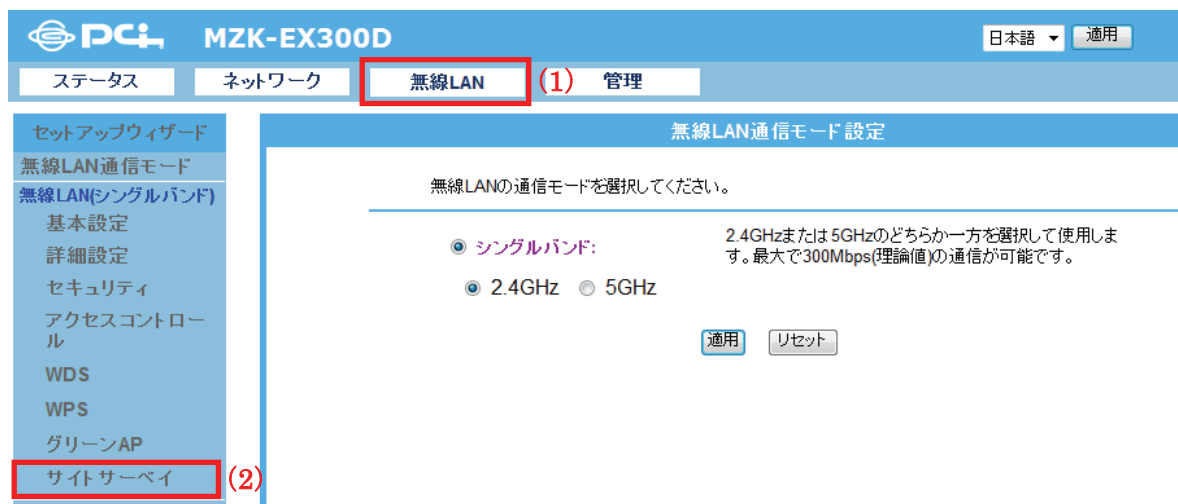 PCi MZK-EX300D
日本語 適用
ステータス ネットワーク 無線LAN (1) 管理
セットアップウィザード
無線LAN通信モード
無線LAN(シングルバンド)
基本設定
詳細設定
セキュリティ
アクセスコントロー
ル
WDS
WPS
グリーンAP
サイトサーベイ (2)
無線LAN通信モード設定
無線LANの通信モードを選択してください。
シングルバンド:
2.4GHz 5GHz
2.4GHzまたは5GHzのどちらか一方を選択して使用しま
す。最大で300Mbps(理論値)の通信が可能です。
適用 リセット